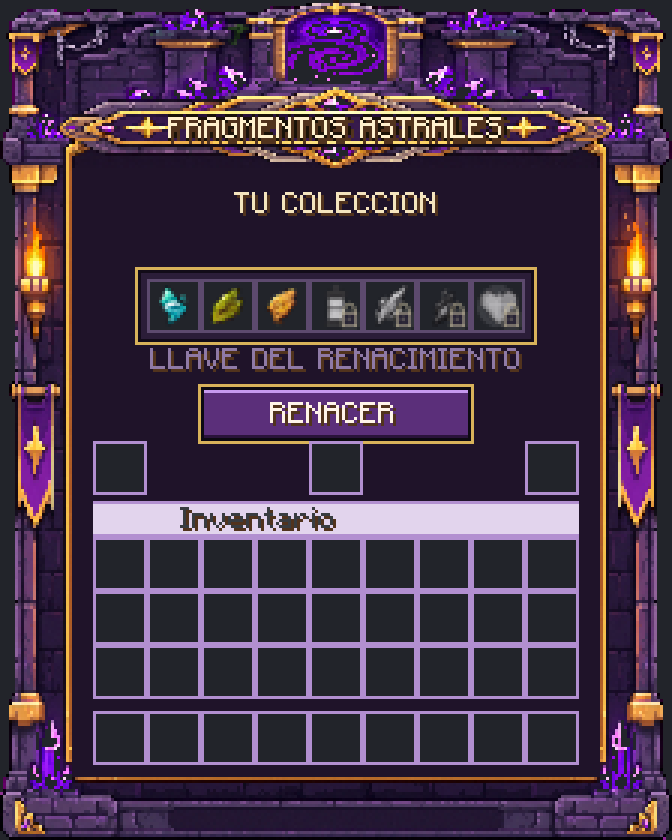 FRAGMENTOS ASTRALES
TU COLECCION
LLAVE DEL RENACIMIENTO
RENACER
Inventario